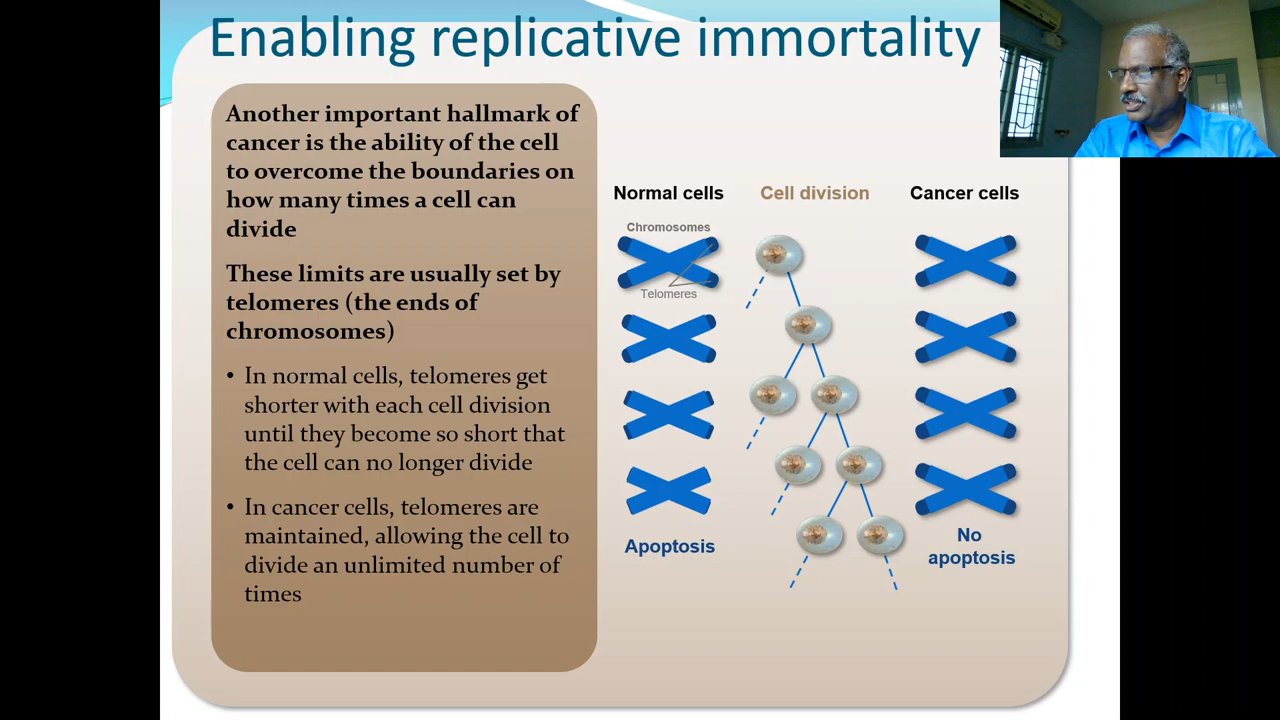 Enabling replicative immortality
Another important hallmark of
cancer is the ability of the cell
to overcome the boundaries on
how many times a cell can
divide
These limits are usually set by
telomeres (the ends of
chromosomes)
• In normal cells, telomeres get
shorter with each cell division
until they become so short that
the cell can no longer divide
• In cancer cells, telomeres are
maintained, allowing the cell to
divide an unlimited number of
times
Normal cells
Cell division
Cancer cells
Chromosomes
Telomeres
Apoptosis
No
apoptosis